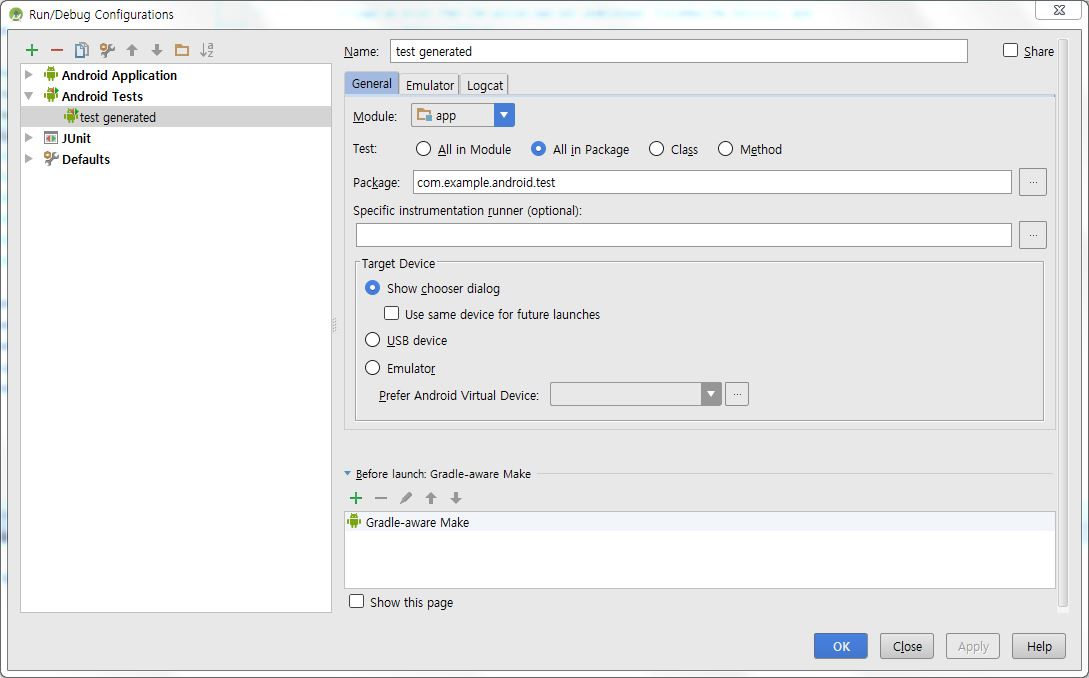 Run/Debug Configurations
Name: test generated
Share
Android Application
Android Tests
test generated
JUnit
Defaults
General Emulator Logcat
Module: app
Test: All in Module All in Package Class Method
Package: com.example.android.test ...
Specific instrumentation runner (optional):
...
Target Device
Show chooser dialog
Use same device for future launches
USB device
Emulator
Prefer Android Virtual Device: ...
Before launch: Gradle-aware Make
Gradle-aware Make
Show this page
OK Close Apply Help